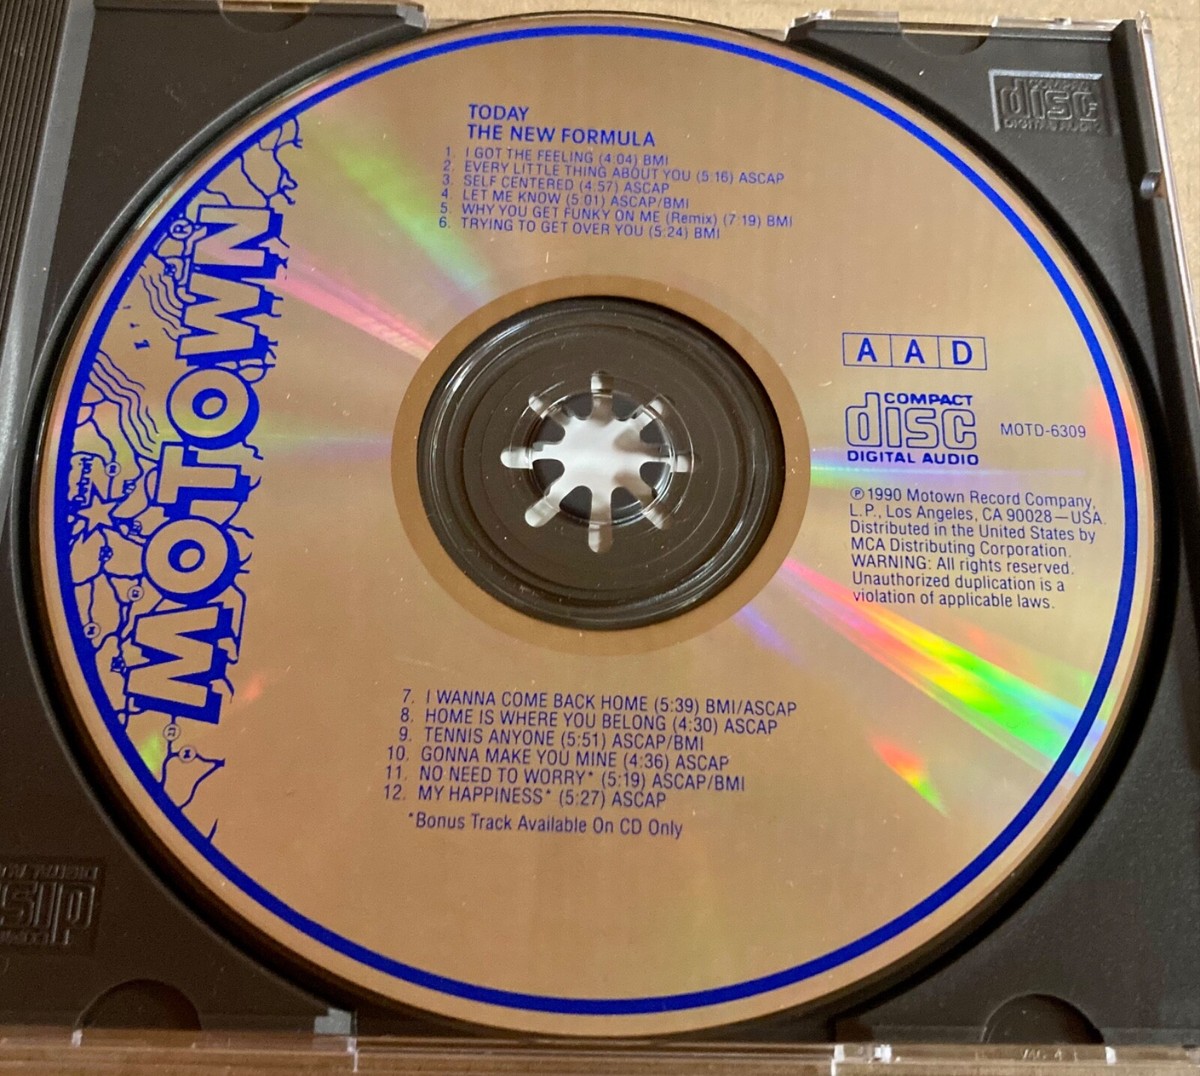 TODAY
THE NEW FORMULA
1. I GOT THE FEELING (4:04) BMI
2. EVERY LITTLE THING ABOUT YOU (5:16) ASCAP
3. SELF CENTERED (4:57) ASCAP
4. LET ME KNOW (5:01) ASCAP/BMI
5. WHY YOU GET FUNKY ON ME (Remix) (7:19) BMI
6. TRYING TO GET OVER YOU (5:24) BMI
MOTOWN
Detroit
A A D
COMPACT
disc
DIGITAL AUDIO
MOTD-6309
℗ 1990 Motown Record Company,
L.P., Los Angeles, CA 90028—USA.
Distributed in the United States by
MCA Distributing Corporation.
WARNING: All rights reserved.
Unauthorized duplication is a
violation of applicable laws.
7. I WANNA COME BACK HOME (5:39) BMI/ASCAP
8. HOME IS WHERE YOU BELONG (4:30) ASCAP
9. TENNIS ANYONE (5:51) ASCAP/BMI
10. GONNA MAKE YOU MINE (4:36) ASCAP
11. NO NEED TO WORRY* (5:19) ASCAP/BMI
12. MY HAPPINESS* (5:27) ASCAP
*Bonus Track Available On CD Only
COMPACT
disc
DIGITAL AUDIO